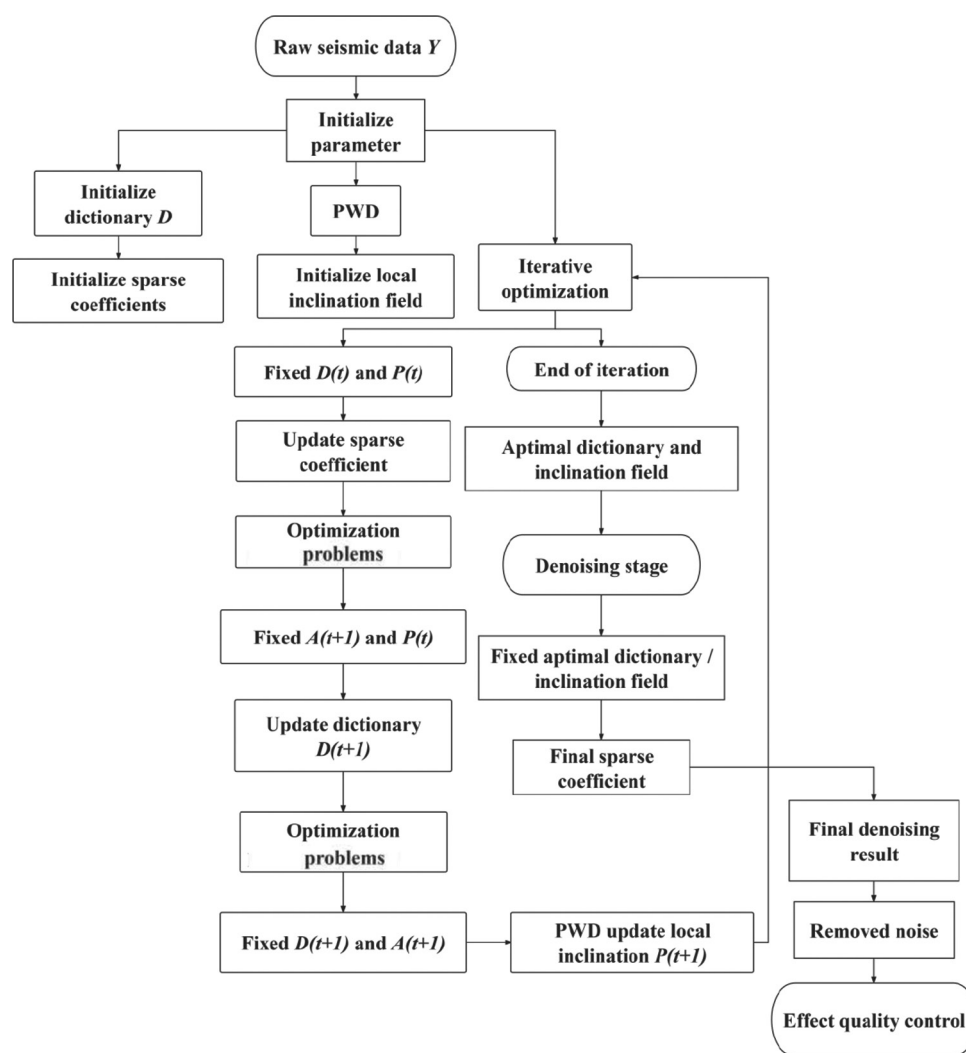 Raw seismic data Y
Initialize
parameter
Initialize
dictionary D
PWD
Initialize sparse
coefficients
Initialize local
inclination field
Iterative
optimization
Fixed D(t) and P(t)
End of iteration
Update sparse
coefficient
Aptimal dictionary and
inclination field
Optimization
problems
Denoising stage
Fixed A(t+1) and P(t)
Fixed aptimal dictionary /
inclination field
Update dictionary
D(t+1)
Final sparse
coefficient
Optimization
problems
Final denoising
result
Fixed D(t+1) and A(t+1)
PWD update local
inclination P(t+1)
Removed noise
Effect quality control